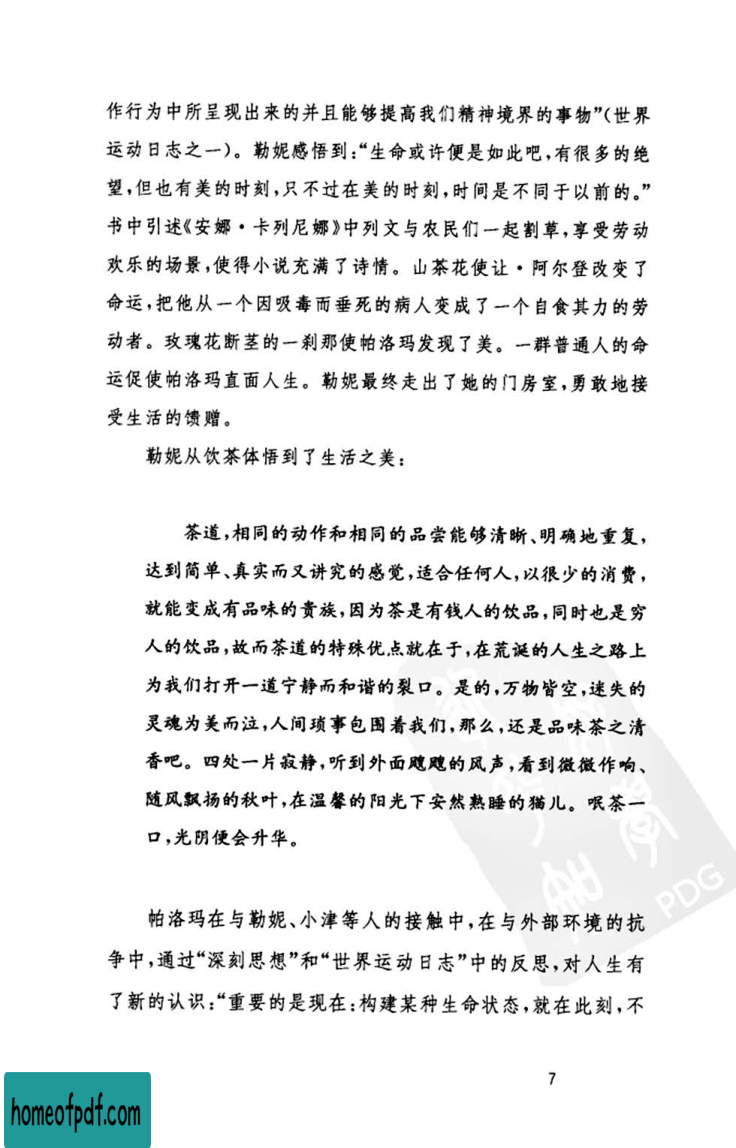 作行为中所呈现出来的并且能够提高我们精神境界的事物”(世界
运动日志之一)。勒妮感悟到:“生命或许便是如此吧,有很多的绝
望,但也有美的时刻,只不过在美的时刻,时间是不同于以前的。”
书中引述《安娜·卡列尼娜》中列文与农民们一起割草,享受劳动
欢乐的场景,使得小说充满了诗情。山茶花使让·阿尔登改变了
命运,把他从一个因吸毒而垂死的病人变成了一个自食其力的劳
动者。玫瑰花断茎的一刹那使帕洛玛发现了美。一群普通人的命
运促使帕洛玛直面人生。勒妮最终走出了她的门房室,勇敢地接
受生活的馈赠。
勒妮从饮茶体悟到了生活之美:
茶道,相同的动作和相同的品尝能够清晰、明确地重复,
达到简单、真实而又讲究的感觉,适合任何人,以很少的消费,
就能变成有品味的贵族,因为茶是有钱人的饮品,同时也是穷
人的饮品,故而茶道的特殊优点就在于,在荒诞的人生之路上
为我们打开一道宁静而和谐的裂口。是的,万物皆空,迷失的
灵魂为美而泣,人间琐事包围着我们,那么,还是品味茶之清
香吧。四处一片寂静,听到外面飕飕的风声,看到微微作响、
随风飘扬的秋叶,在温馨的阳光下安然熟睡的猫儿。呡茶一
口,光阴便会升华。
帕洛玛在与勒妮、小津等人的接触中,在与外部环境的抗
争中,通过“深刻思想”和“世界运动日志”中的反思,对人生有
了新的认识:“重要的是现在:构建某种生命状态,就在此刻,不
PDG
7
homeofpdf.com